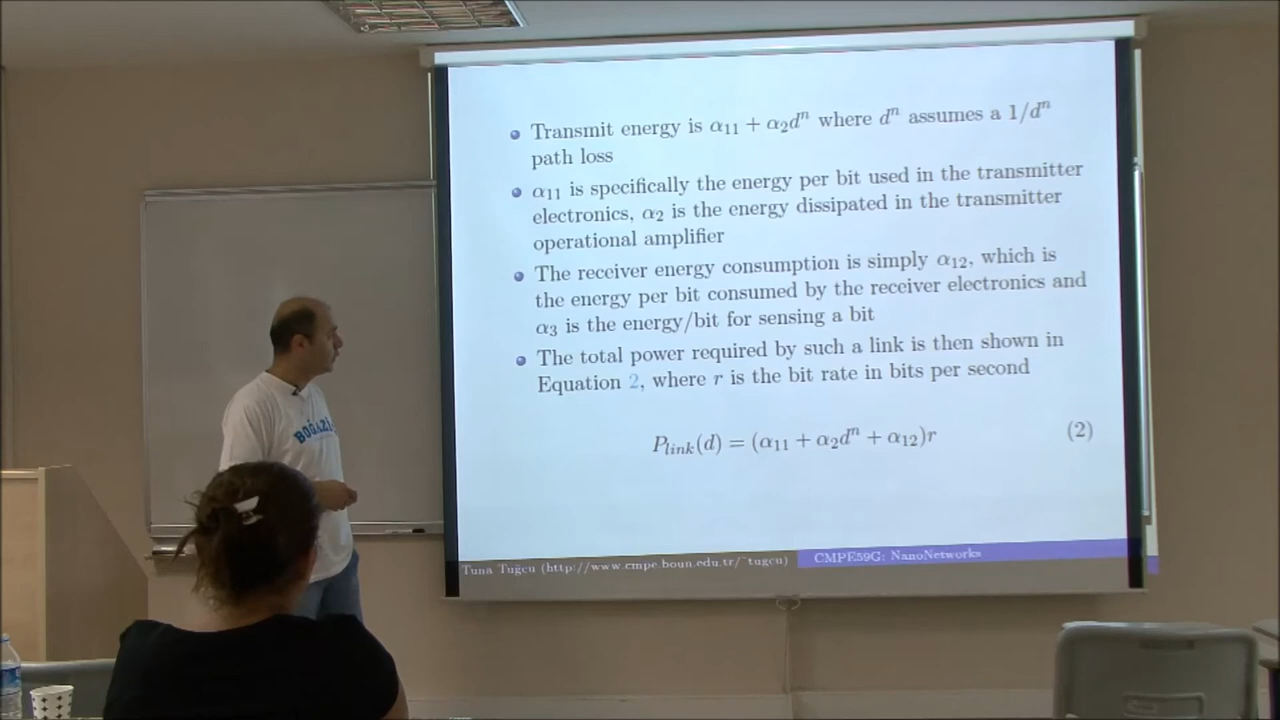 Transmit energy is α₁₁ + α₂dⁿ where dⁿ assumes a 1/dⁿ
path loss
α₁₁ is specifically the energy per bit used in the transmitter
electronics, α₂ is the energy dissipated in the transmitter
operational amplifier
The receiver energy consumption is simply α₁₂, which is
the energy per bit consumed by the receiver electronics and
α₃ is the energy/bit for sensing a bit
The total power required by such a link is then shown in
Equation 2, where r is the bit rate in bits per second
P_link(d) = (α₁₁ + α₂dⁿ + α₁₂)r (2)
Tuna Tuğcu (http://www.cmpe.boun.edu.tr/~tugcu) CMPE59G: NanoNetworks